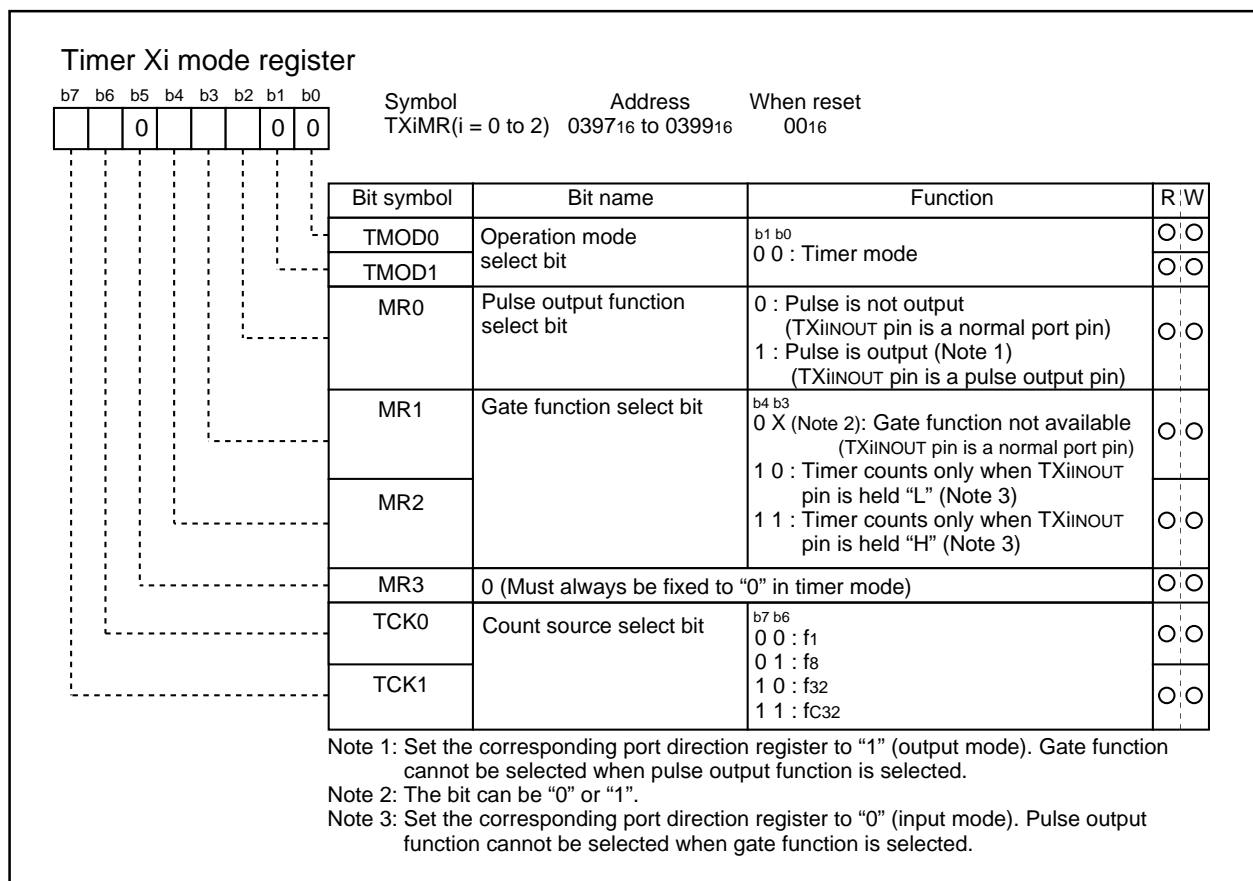 Timer Xi mode register
b7 b6 b5 b4 b3 b2 b1 b0
0 0 0
Symbol Address When reset
TXiMR(i = 0 to 2) 039716 to 039916 0016
Bit symbol Bit name Function R W
TMOD0
TMOD1
Operation mode
select bit
b1 b0
0 0 : Timer mode
MR0
Pulse output function
select bit
0 : Pulse is not output
(TXiINOUT pin is a normal port pin)
1 : Pulse is output (Note 1)
(TXiINOUT pin is a pulse output pin)
MR1
MR2
Gate function select bit
b4 b3
0 X (Note 2): Gate function not available
(TXiINOUT pin is a normal port pin)
1 0 : Timer counts only when TXiINOUT
pin is held “L” (Note 3)
1 1 : Timer counts only when TXiINOUT
pin is held “H” (Note 3)
MR3 0 (Must always be fixed to “0” in timer mode)
TCK0
TCK1
Count source select bit
b7 b6
0 0 : f1
0 1 : f8
1 0 : f32
1 1 : fC32
Note 1: Set the corresponding port direction register to “1” (output mode). Gate function
cannot be selected when pulse output function is selected.
Note 2: The bit can be “0” or “1”.
Note 3: Set the corresponding port direction register to “0” (input mode). Pulse output
function cannot be selected when gate function is selected.